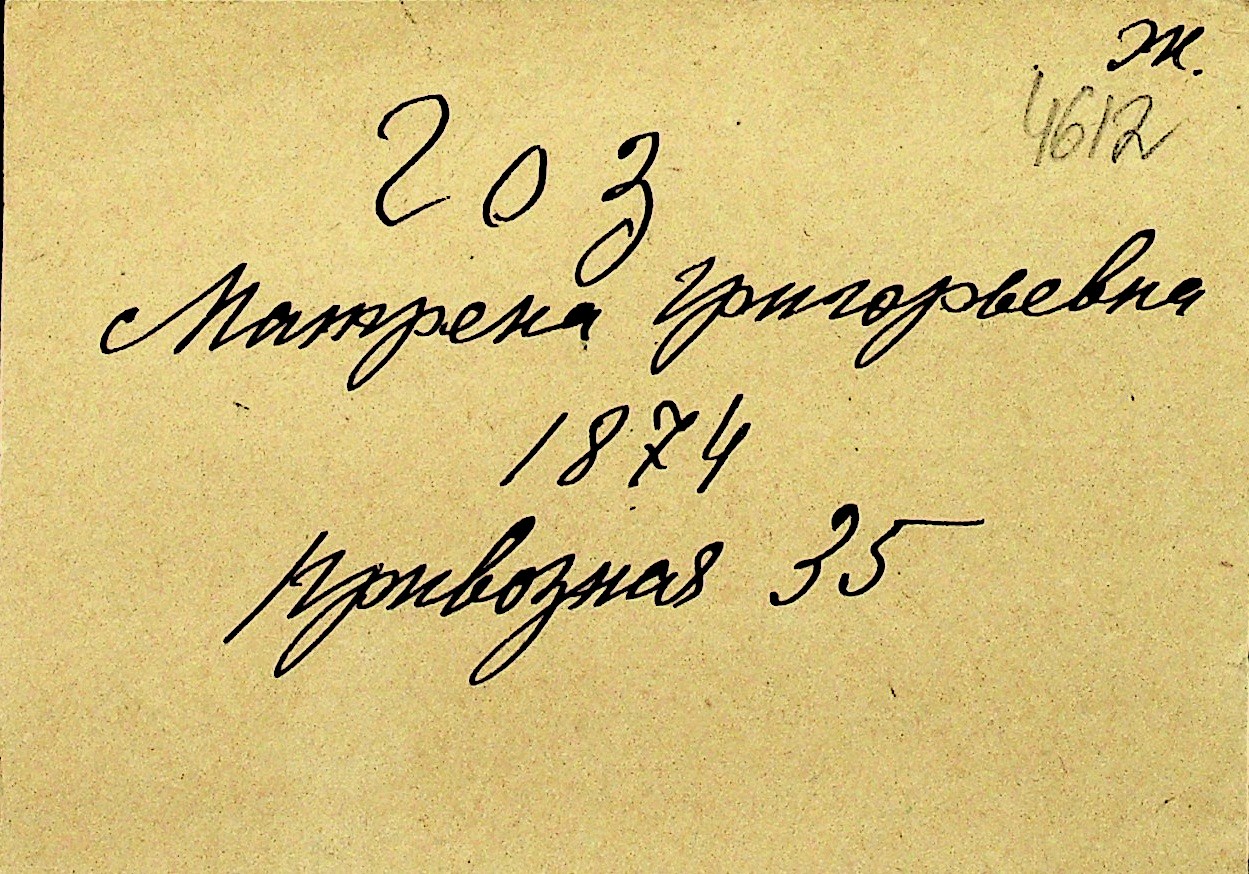 ж.
4612
Гоз
Матрена Григорьевна
1874
Привозная 35